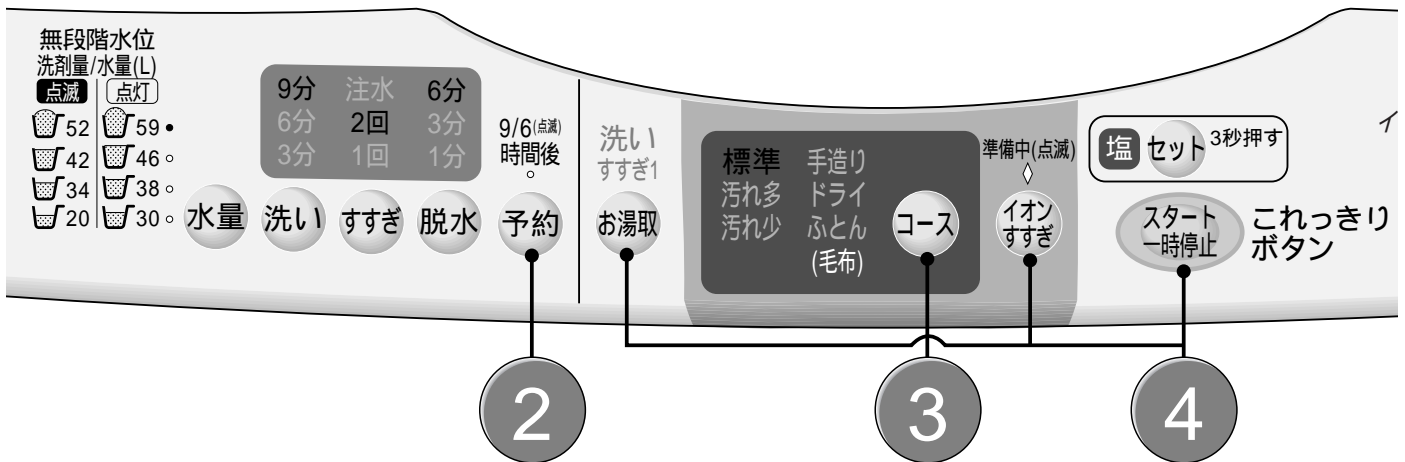 無段階水位
洗剤量/水量(L)
点滅 点灯
52 59
42 46
34 38
20 30
9分 注水 6分
6分 2回 3分
3分 1回 1分
9/6(点滅)
時間後
水量 洗い すすぎ 脱水 予約
洗い
すすぎ1
お湯取
標準 手造り
汚れ多 ドライ
汚れ少 ふとん
(毛布)
コース
準備中(点滅)
イオン
すすぎ
塩 セット 3秒押す
スタート
一時停止
これっきり
ボタン
イ
2 3 4